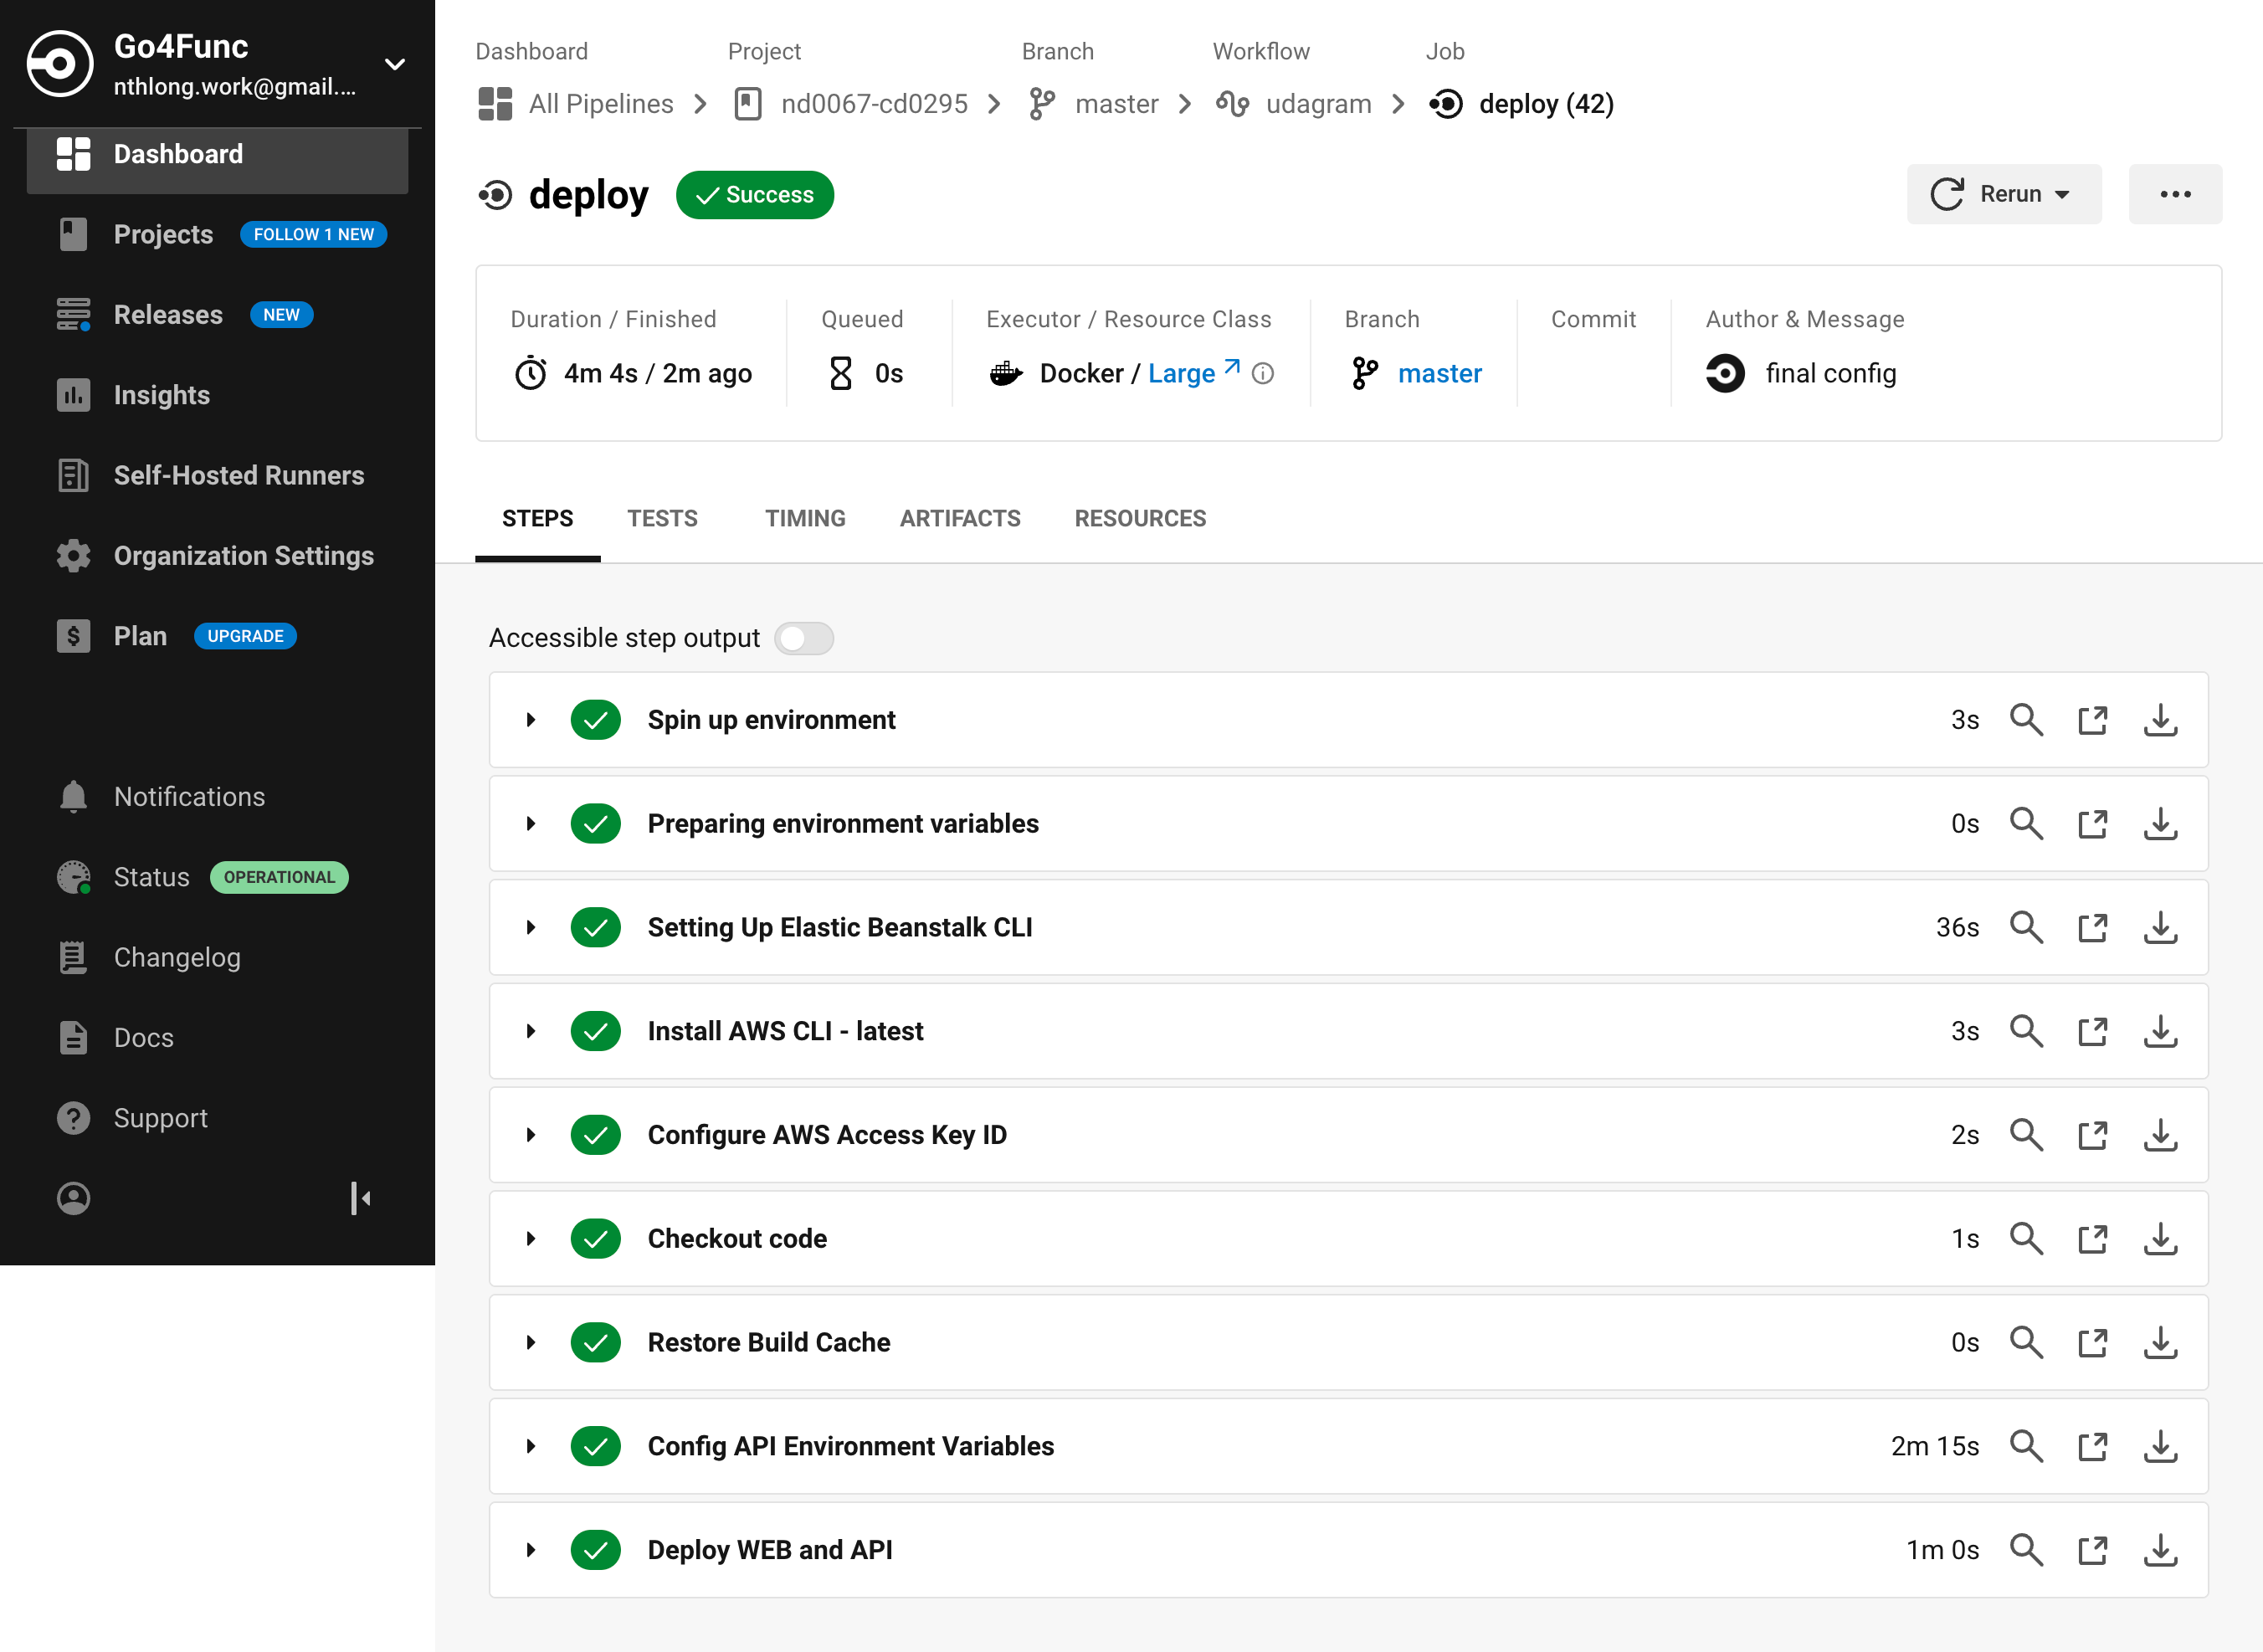 Go4Func
nthlong.work@gmail....
Dashboard
Projects FOLLOW 1 NEW
Releases NEW
Insights
Self-Hosted Runners
Organization Settings
Plan UPGRADE
Notifications
Status OPERATIONAL
Changelog
Docs
Support
Dashboard Project Branch Workflow Job
All Pipelines nd0067-cd0295 master udagram deploy (42)
deploy Success Rerun
Duration / Finished Queued Executor / Resource Class Branch Commit Author & Message
4m 4s / 2m ago 0s Docker / Large master final config
STEPS TESTS TIMING ARTIFACTS RESOURCES
Accessible step output
Spin up environment 3s
Preparing environment variables 0s
Setting Up Elastic Beanstalk CLI 36s
Install AWS CLI - latest 3s
Configure AWS Access Key ID 2s
Checkout code 1s
Restore Build Cache 0s
Config API Environment Variables 2m 15s
Deploy WEB and API 1m 0s